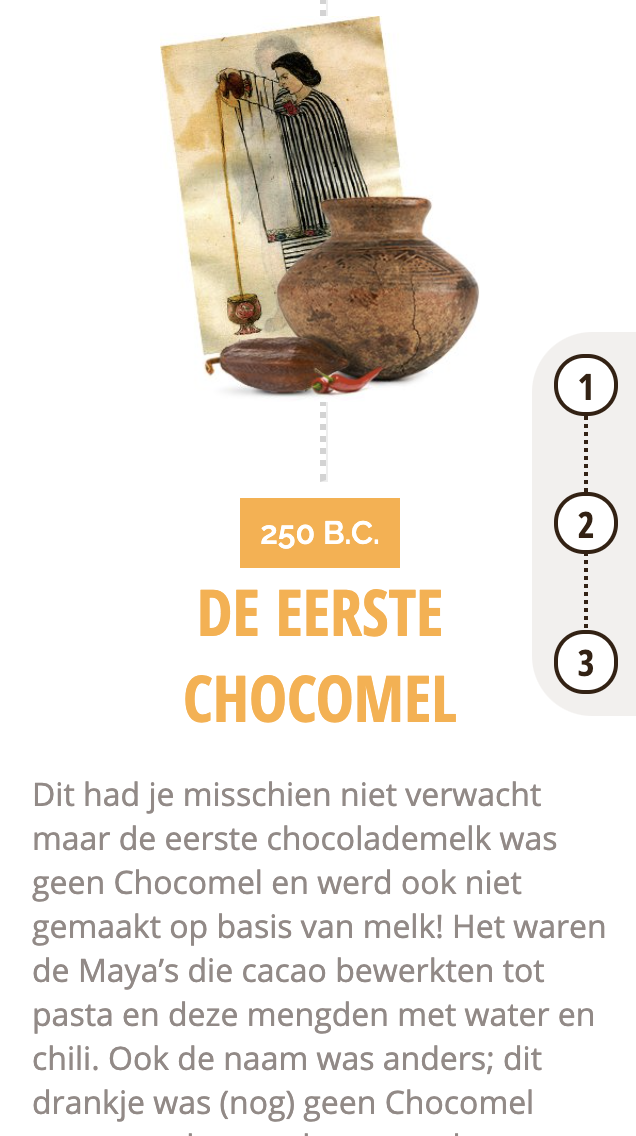 1
2
3
250 B.C.
DE EERSTE
CHOCOMEL
Dit had je misschien niet verwacht
maar de eerste chocolademelk was
geen Chocomel en werd ook niet
gemaakt op basis van melk! Het waren
de Maya’s die cacao bewerkten tot
pasta en deze mengden met water en
chili. Ook de naam was anders; dit
drankje was (nog) geen Chocomel